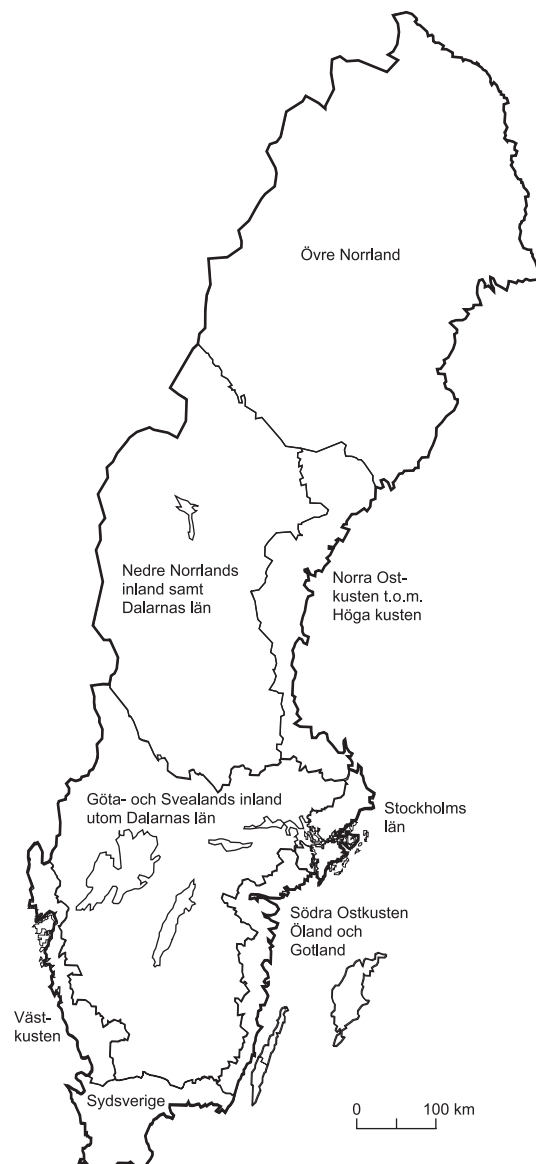 Övre Norrland
Nedre Norrlands
inland samt
Dalarnas län
Norra Ost-
kusten t.o.m.
Höga kusten
Göta- och Svealands inland
utom Dalarnas län
Stockholms
län
Södra Ostkusten
Öland och
Gotland
Väst-
kusten
Sydsverige
0 100 km